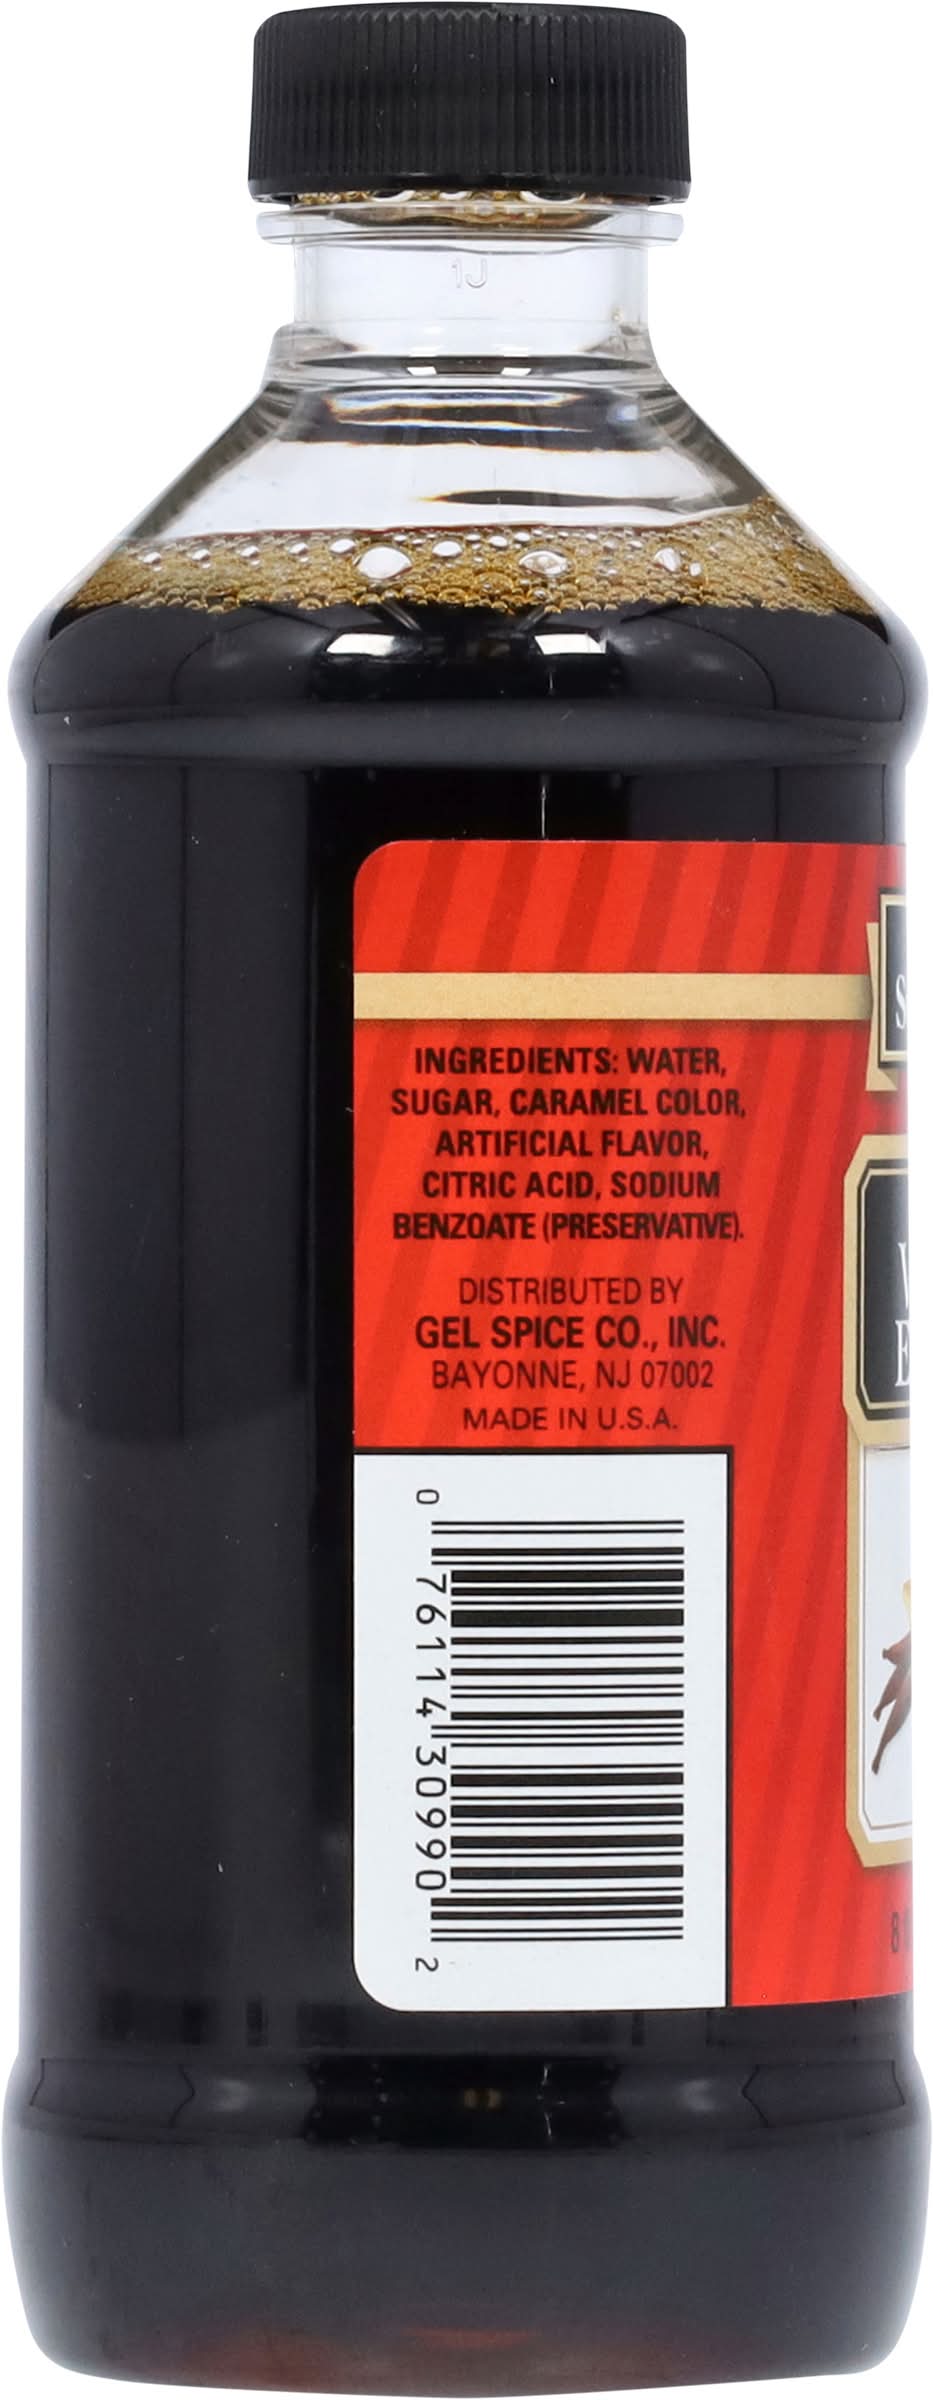 1J
INGREDIENTS: WATER,
SUGAR, CARAMEL COLOR,
ARTIFICIAL FLAVOR,
CITRIC ACID, SODIUM
BENZOATE (PRESERVATIVE).
DISTRIBUTED BY
GEL SPICE CO., INC.
BAYONNE, NJ 07002
MADE IN U.S.A.
0 76114 30990 2
S
V
E
8